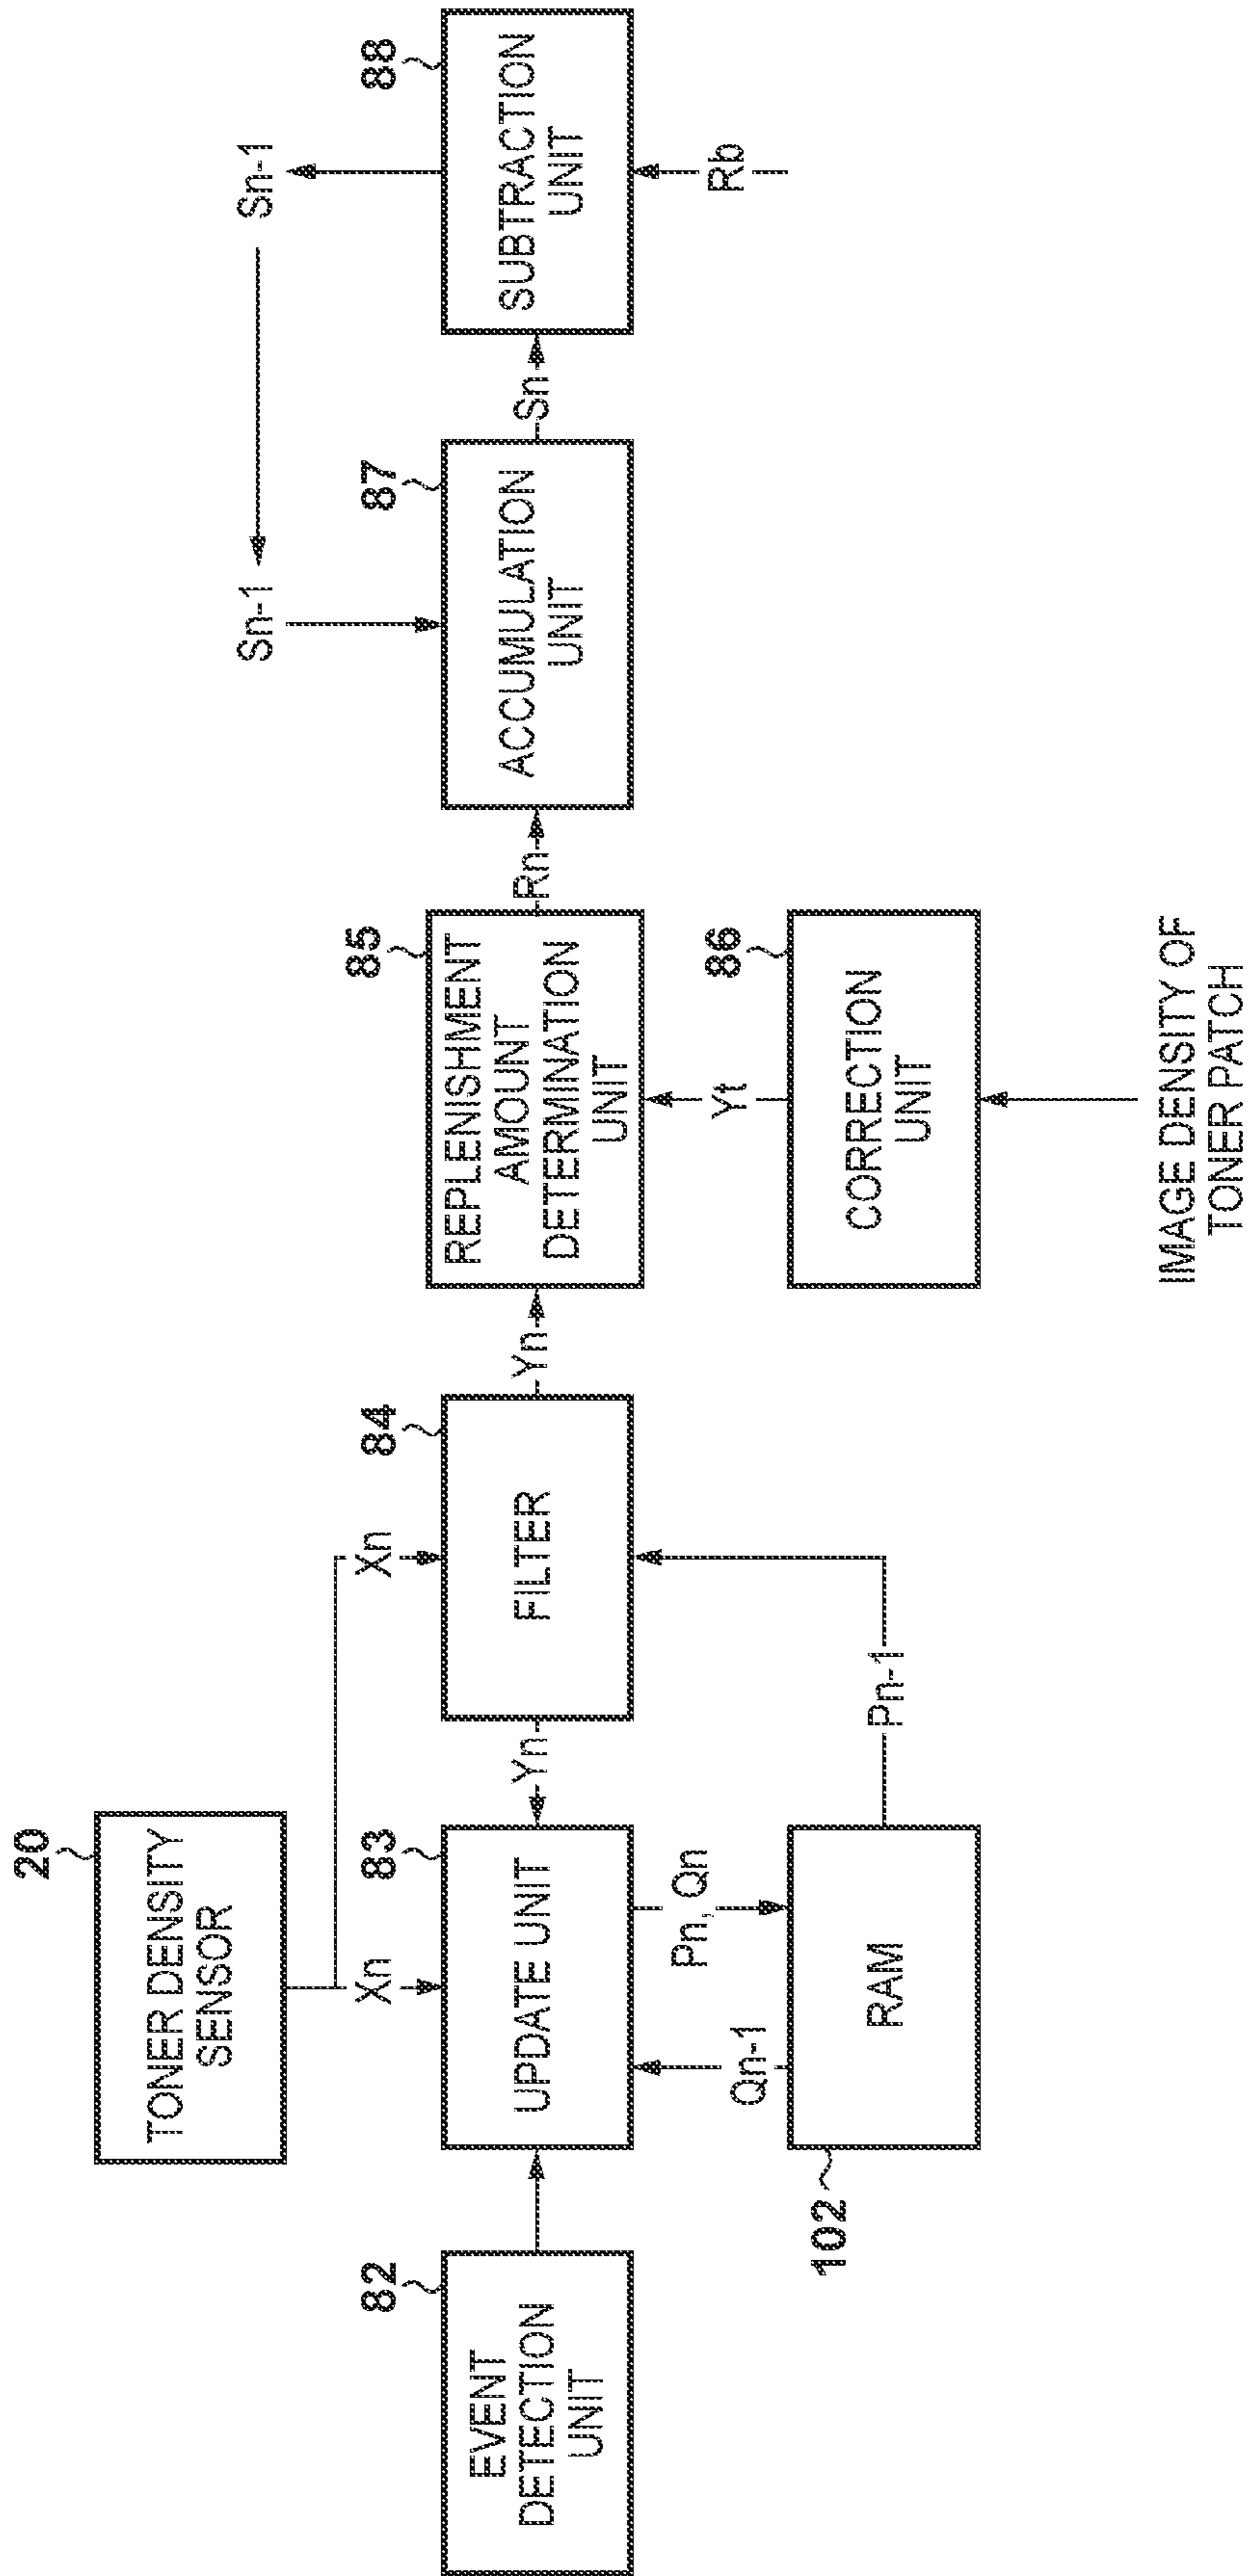 20
TONER DENSITY
SENSOR
Xn
Xn
82
EVENT
DETECTION
UNIT
83
UPDATE UNIT
Yn
84
FILTER
Yn
85
REPLENISHMENT
AMOUNT
DETERMINATION
UNIT
Rn
87
ACCUMULATION
UNIT
Sn
88
SUBTRACTION
UNIT
Sn-1
Sn-1
Rb
Qn-1
Pn, Qn
102
RAM
Pn-1
Yt
86
CORRECTION
UNIT
IMAGE DENSITY OF
TONER PATCH